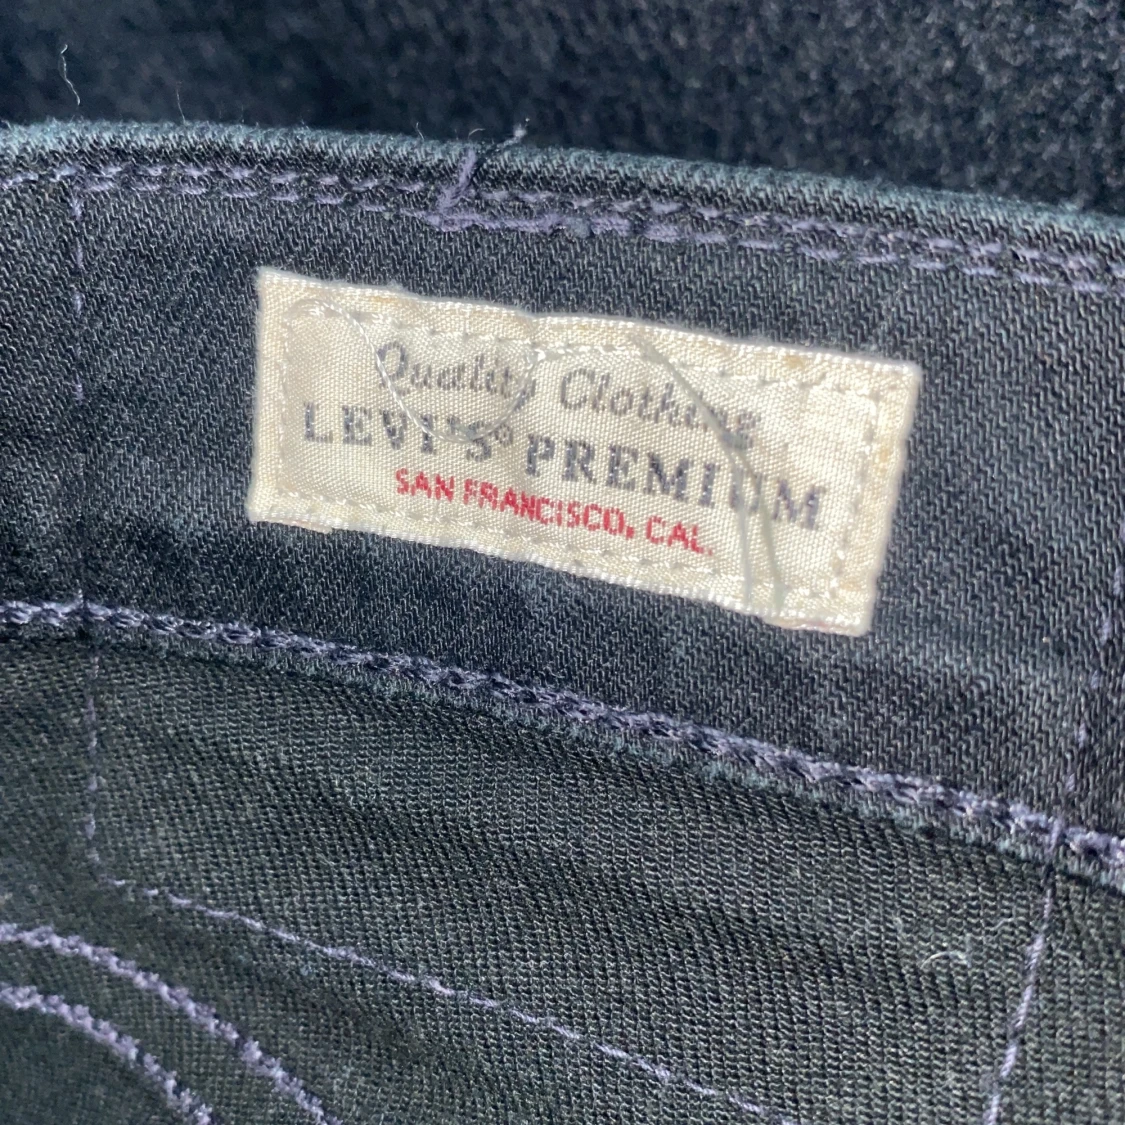 Quality Clothing
LEVI'S® PREMIUM
SAN FRANCISCO, CAL.